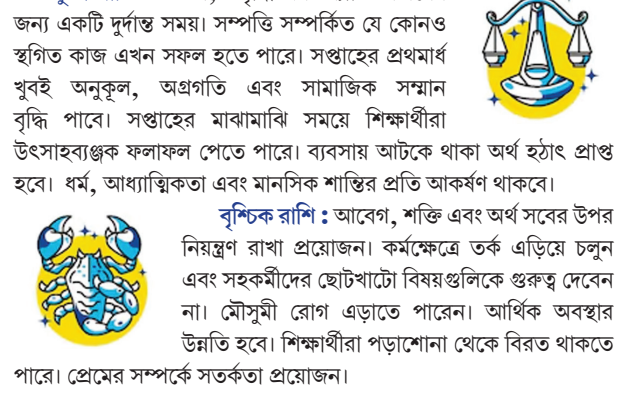 জন্য একটি দুর্দান্ত সময়। সম্পত্তি সম্পর্কিত যে কোনও
স্থগিত কাজ এখন সফল হতে পারে। সপ্তাহের প্রথমার্ধ
খুবই অনুকূল, অগ্রগতি এবং সামাজিক সম্মান
বৃদ্ধি পাবে। সপ্তাহের মাঝামাঝি সময়ে শিক্ষার্থীরা
উৎসাহব্যঞ্জক ফলাফল পেতে পারে। ব্যবসায় আটকে থাকা অর্থ হঠাৎ প্রাপ্ত
হবে। ধর্ম, আধ্যাত্মিকতা এবং মানসিক শান্তির প্রতি আকর্ষণ থাকবে।
বৃশ্চিক রাশি : আবেগ, শক্তি এবং অর্থ সবের উপর
নিয়ন্ত্রণ রাখা প্রয়োজন। কর্মক্ষেত্রে তর্ক এড়িয়ে চলুন
এবং সহকর্মীদের ছোটখাটো বিষয়গুলিকে গুরুত্ব দেবেন
না। মৌসুমী রোগ এড়াতে পারেন। আর্থিক অবস্থার
উন্নতি হবে। শিক্ষার্থীরা পড়াশোনা থেকে বিরত থাকতে
পারে। প্রেমের সম্পর্কে সতর্কতা প্রয়োজন।